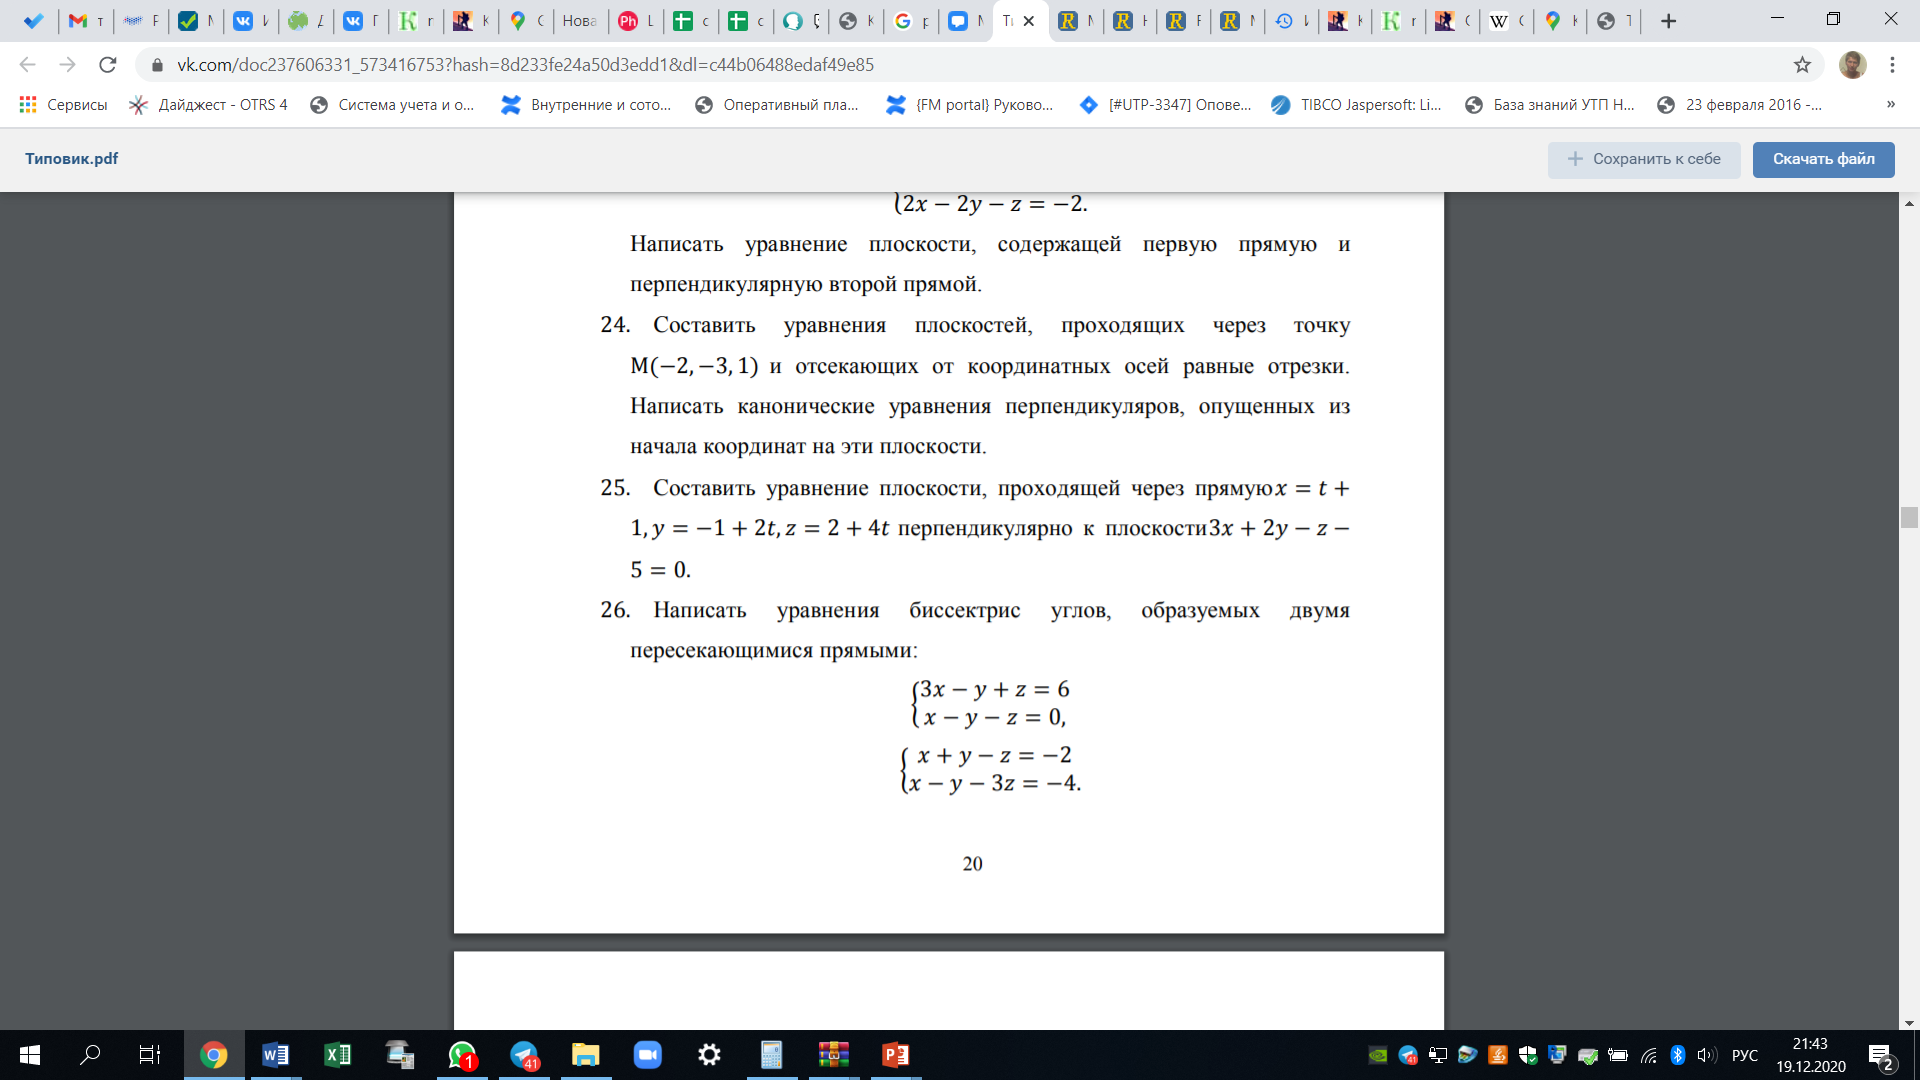 Нова
vk.com/doc237606331_573416753?hash=8d233fe24a50d3edd1&dl=c44b06488edaf49e85
Сервисы Дайджест - OTRS 4 Система учета и о... Внутренние и сото... Оперативный пла... {FM portal} Руково... [#UTP-3347] Опове... TIBCO Jaspersoft: Li... База знаний УТП Н... 23 февраля 2016 -... »
Типовик.pdf
+ Сохранить к себе
Скачать файл
2x − 2y − z = −2.
Написать уравнение плоскости, содержащей первую прямую и
перпендикулярную второй прямой.
24. Составить уравнения плоскостей, проходящих через точку
M(−2, −3, 1) и отсекающих от координатных осей равные отрезки.
Написать канонические уравнения перпендикуляров, опущенных из
начала координат на эти плоскости.
25. Составить уравнение плоскости, проходящей через прямую x = t +
1, y = −1 + 2t, z = 2 + 4t перпендикулярно к плоскости 3x + 2y − z −
5 = 0.
26. Написать уравнения биссектрис углов, образуемых двумя
пересекающимися прямыми:
3x − y + z = 6
x − y − z = 0,
x + y − z = −2
x − y − 3z = −4.
20
РУС
21:43
19.12.2020